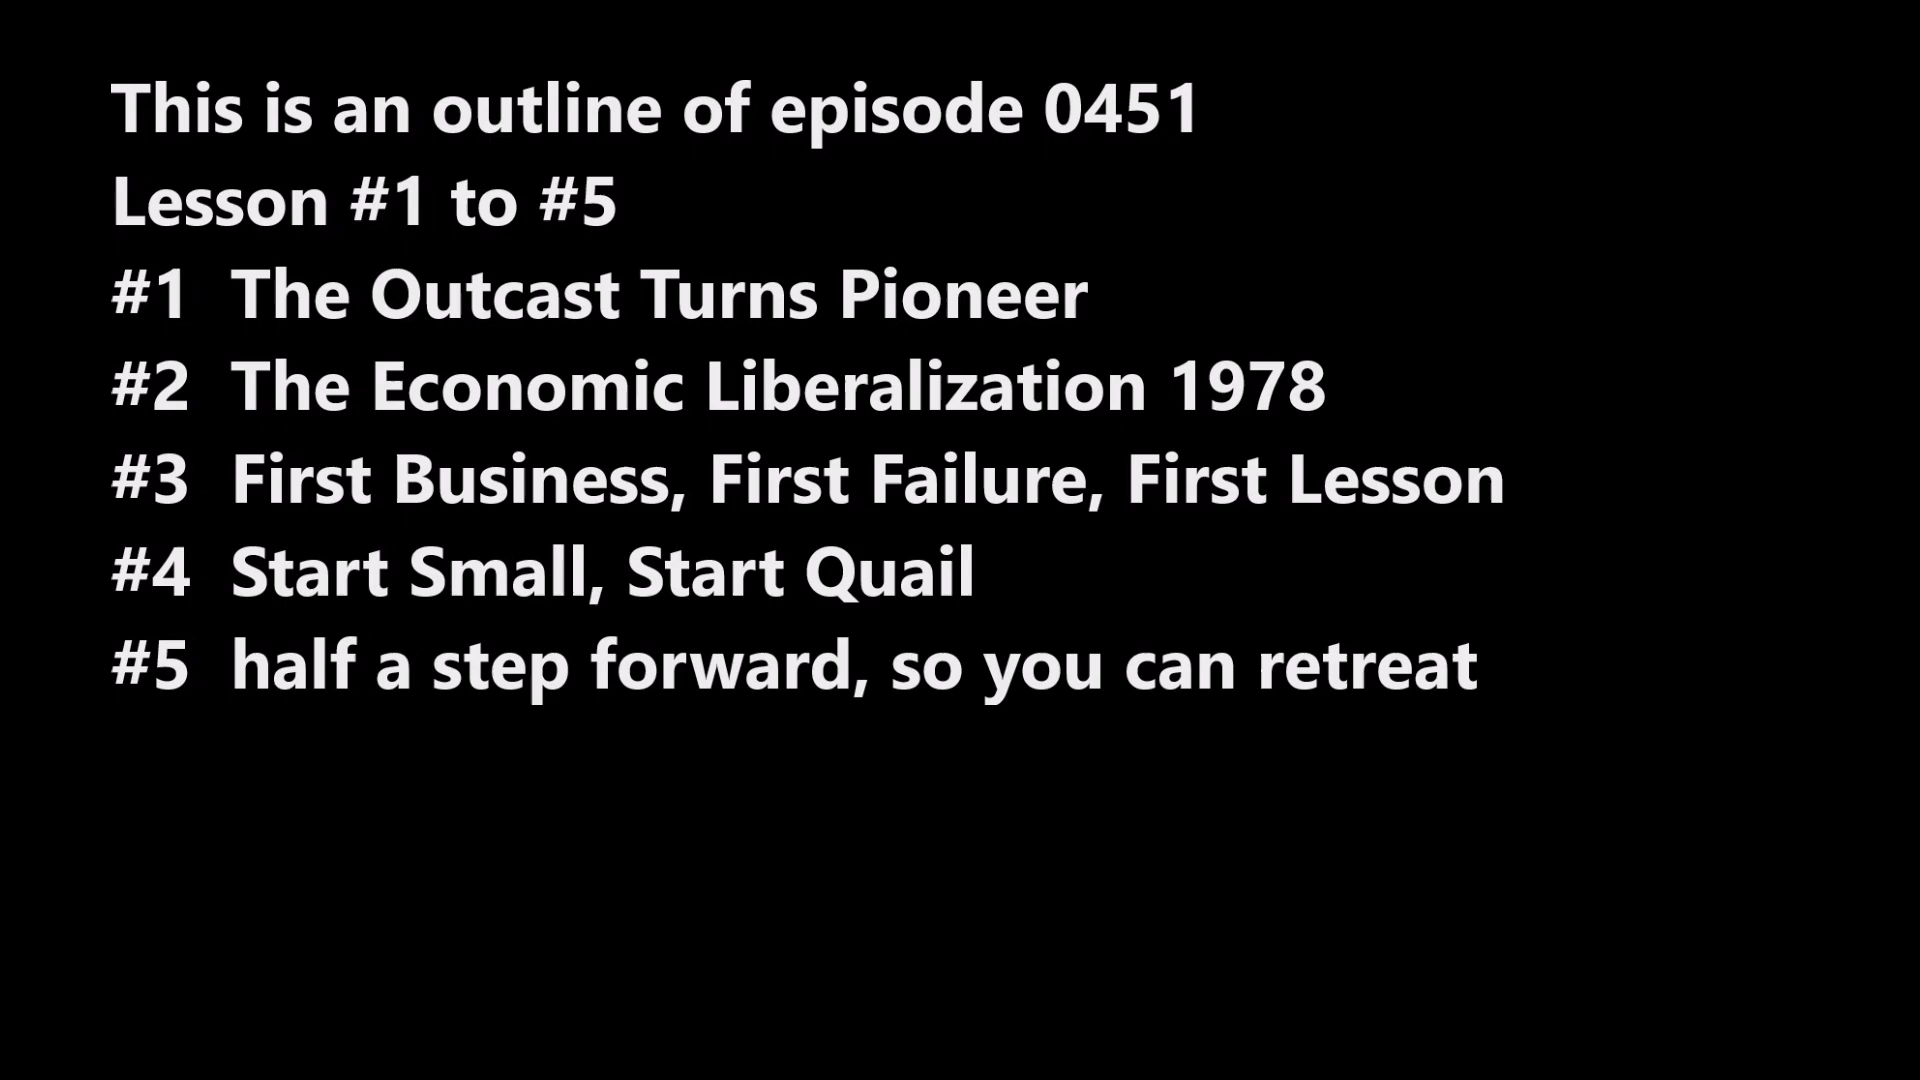 This is an outline of episode 0451
Lesson #1 to #5
#1 The Outcast Turns Pioneer
#2 The Economic Liberalization 1978
#3 First Business, First Failure, First Lesson
#4 Start Small, Start Quail
#5 half a step forward, so you can retreat